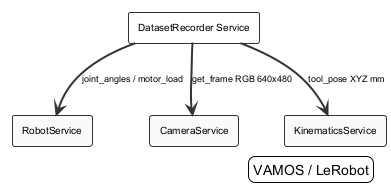 DatasetRecorder Service
joint_angles / motor_load
get_frame RGB 640x480
tool_pose XYZ mm
RobotService
CameraService
KinematicsService
VAMOS / LeRobot